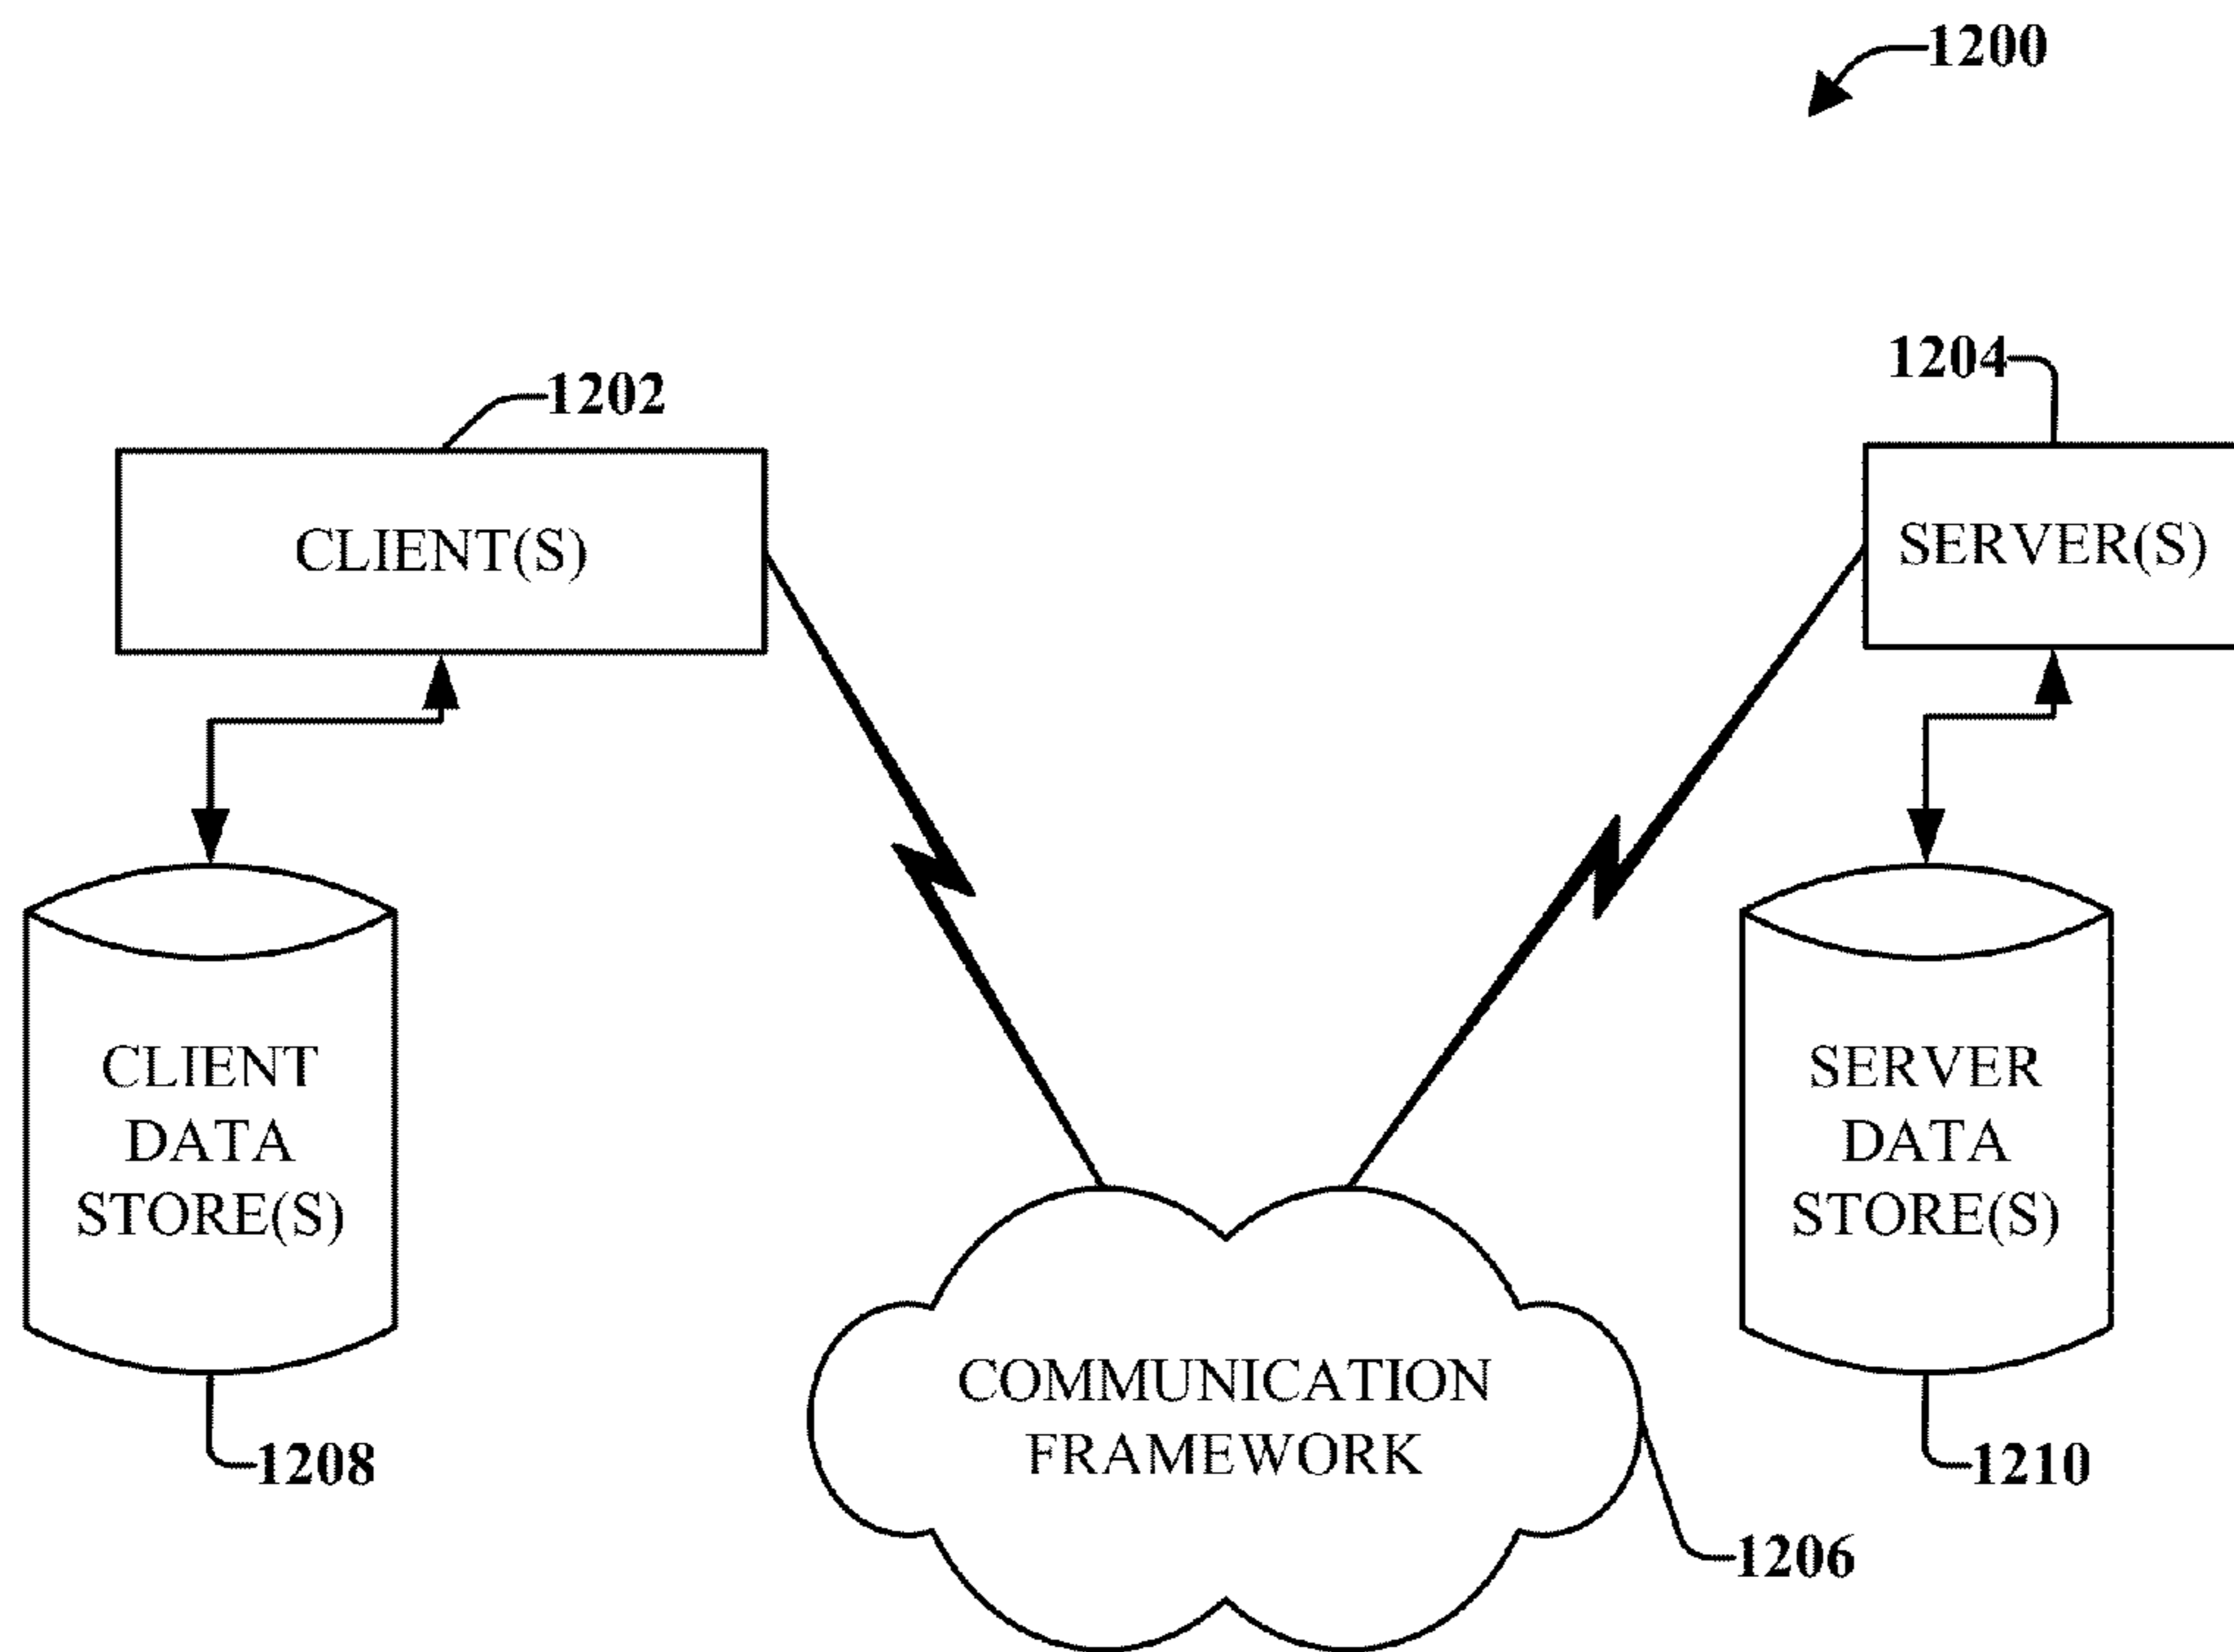 1200
1204
1202
CLIENT(S)
SERVER(S)
CLIENT
DATA
STORE(S)
SERVER
DATA
STORE(S)
COMMUNICATION
FRAMEWORK
1208
1210
1206